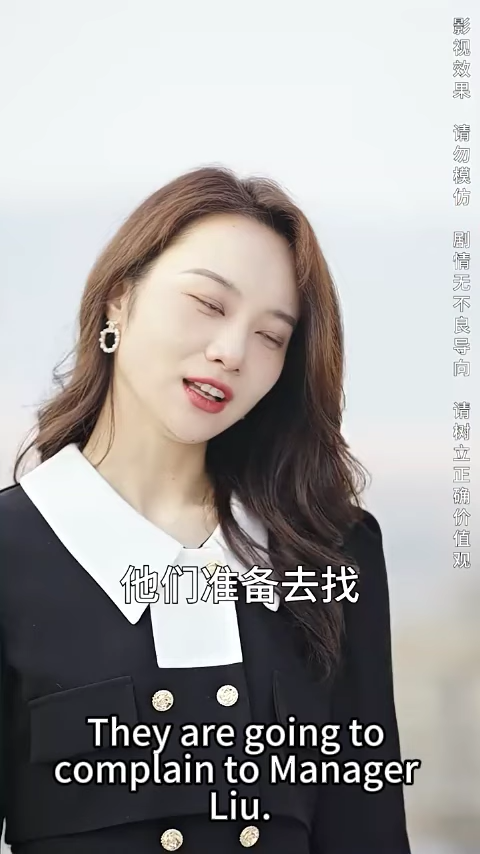 影视效果 请勿模仿 剧情无不良导向 请树立正确价值观
他们准备去找
They are going to
complain to Manager
Liu.